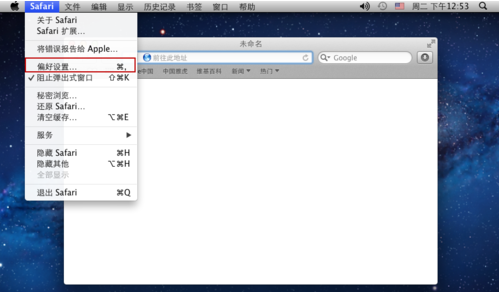 Safari 文件 编辑 显示 历史记录 书签 窗口 帮助 周二 下午12:53
关于 Safari
Safari 扩展...
将错误报告给 Apple...
偏好设置... ⌘,
✓ 阻止弹出式窗口 ⇧⌘K
秘密浏览...
还原 Safari...
清空缓存... ⌥⌘E
服务 ▶
隐藏 Safari ⌘H
隐藏其他 ⌥⌘H
全部显示
退出 Safari ⌘Q
未命名
前往此地址 Google
中国 中国雅虎 维基百科 新闻 ▼ 热门 ▼